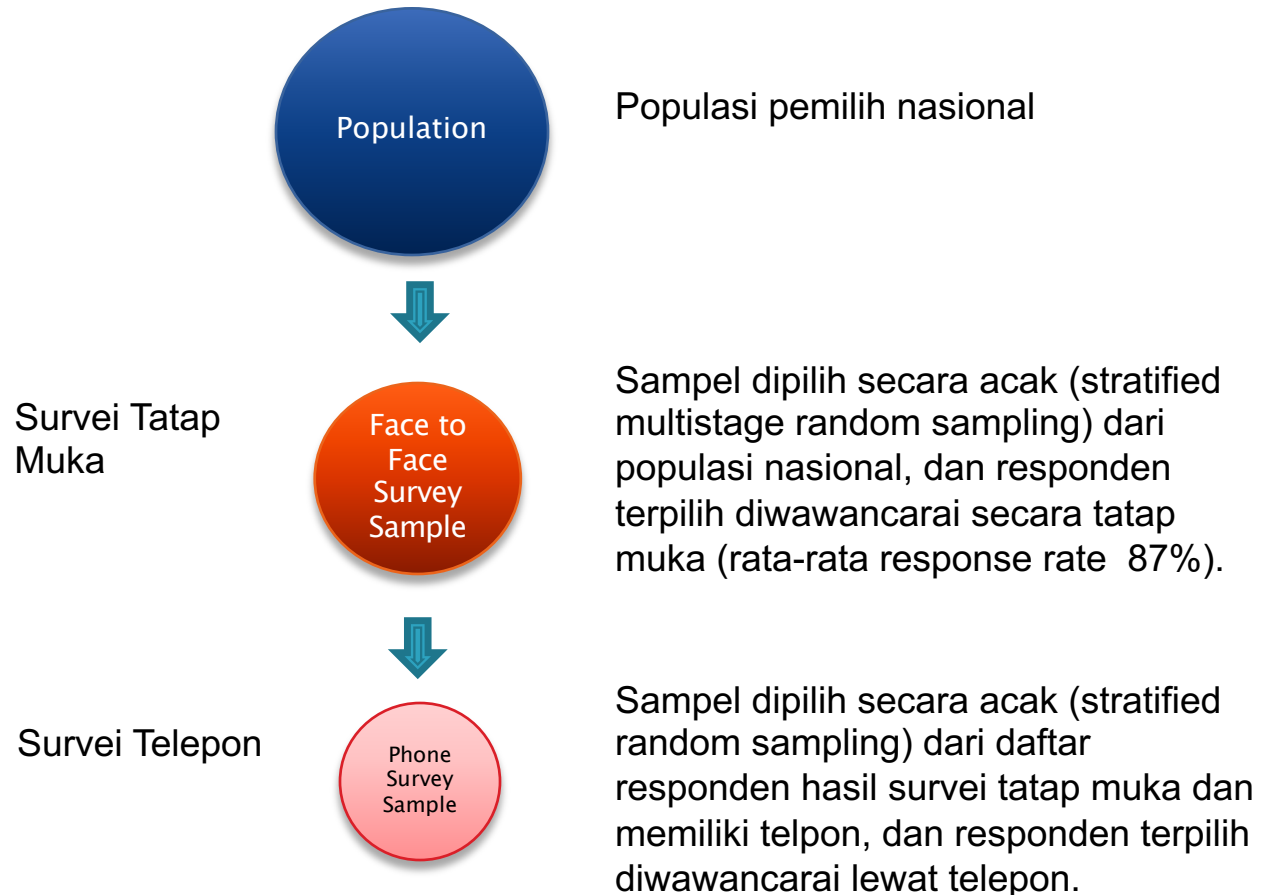 Population
Populasi pemilih nasional
Survei Tatap
Muka
Face to
Face
Survey
Sample
Sampel dipilih secara acak (stratified
multistage random sampling) dari
populasi nasional, dan responden
terpilih diwawancarai secara tatap
muka (rata-rata response rate  87%).
Survei Telepon
Phone
Survey
Sample
Sampel dipilih secara acak (stratified
random sampling) dari daftar
responden hasil survei tatap muka dan
memiliki telpon, dan responden terpilih
diwawancarai lewat telepon.